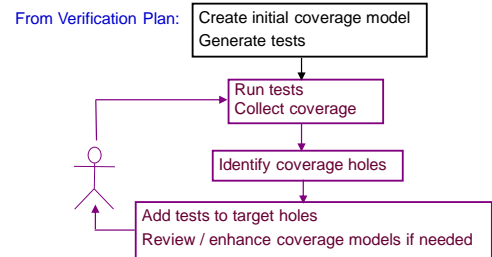 From Verification Plan:
Create initial coverage model
Generate tests
Run tests
Collect coverage
Identify coverage holes
Add tests to target holes
Review / enhance coverage models if needed